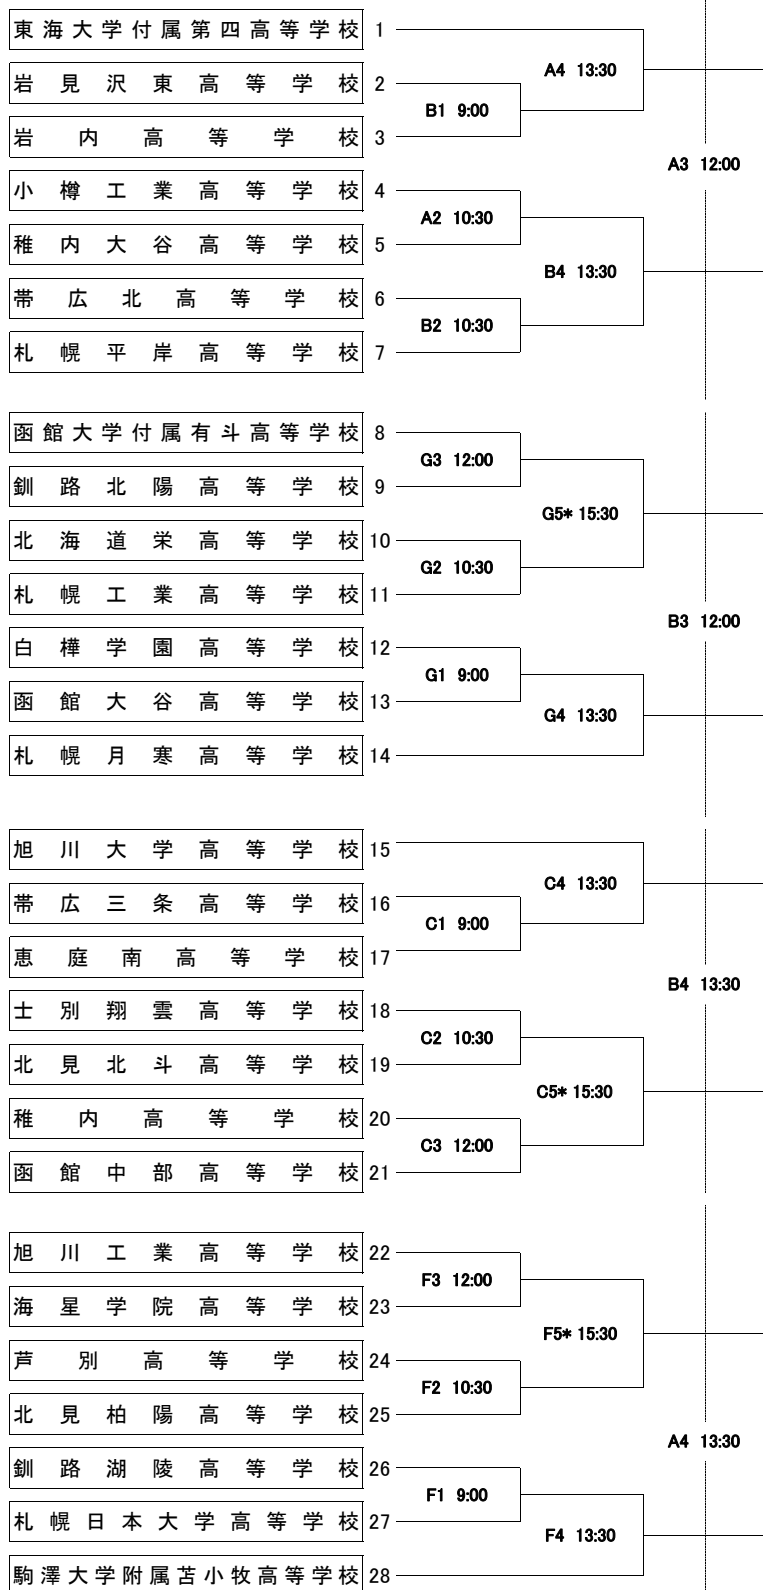 東海大学付属第四高等学校 1
A4 13:30
岩見沢東高等学校 2
B1 9:00
岩内高等学校 3
A3 12:00
小樽工業高等学校 4
A2 10:30
稚内大谷高等学校 5
B4 13:30
帯広北高等学校 6
B2 10:30
札幌平岸高等学校 7
函館大学付属有斗高等学校 8
G3 12:00
釧路北陽高等学校 9
G5* 15:30
北海道栄高等学校 10
G2 10:30
札幌工業高等学校 11
B3 12:00
白樺学園高等学校 12
G1 9:00
函館大谷高等学校 13
G4 13:30
札幌月寒高等学校 14
旭川大学高等学校 15
C4 13:30
帯広三条高等学校 16
C1 9:00
恵庭南高等学校 17
B4 13:30
士別翔雲高等学校 18
C2 10:30
北見北斗高等学校 19
C5* 15:30
稚内高等学校 20
C3 12:00
函館中部高等学校 21
旭川工業高等学校 22
F3 12:00
海星学院高等学校 23
F5* 15:30
芦別高等学校 24
F2 10:30
北見柏陽高等学校 25
A4 13:30
釧路湖陵高等学校 26
F1 9:00
札幌日本大学高等学校 27
F4 13:30
駒澤大学附属苫小牧高等学校 28